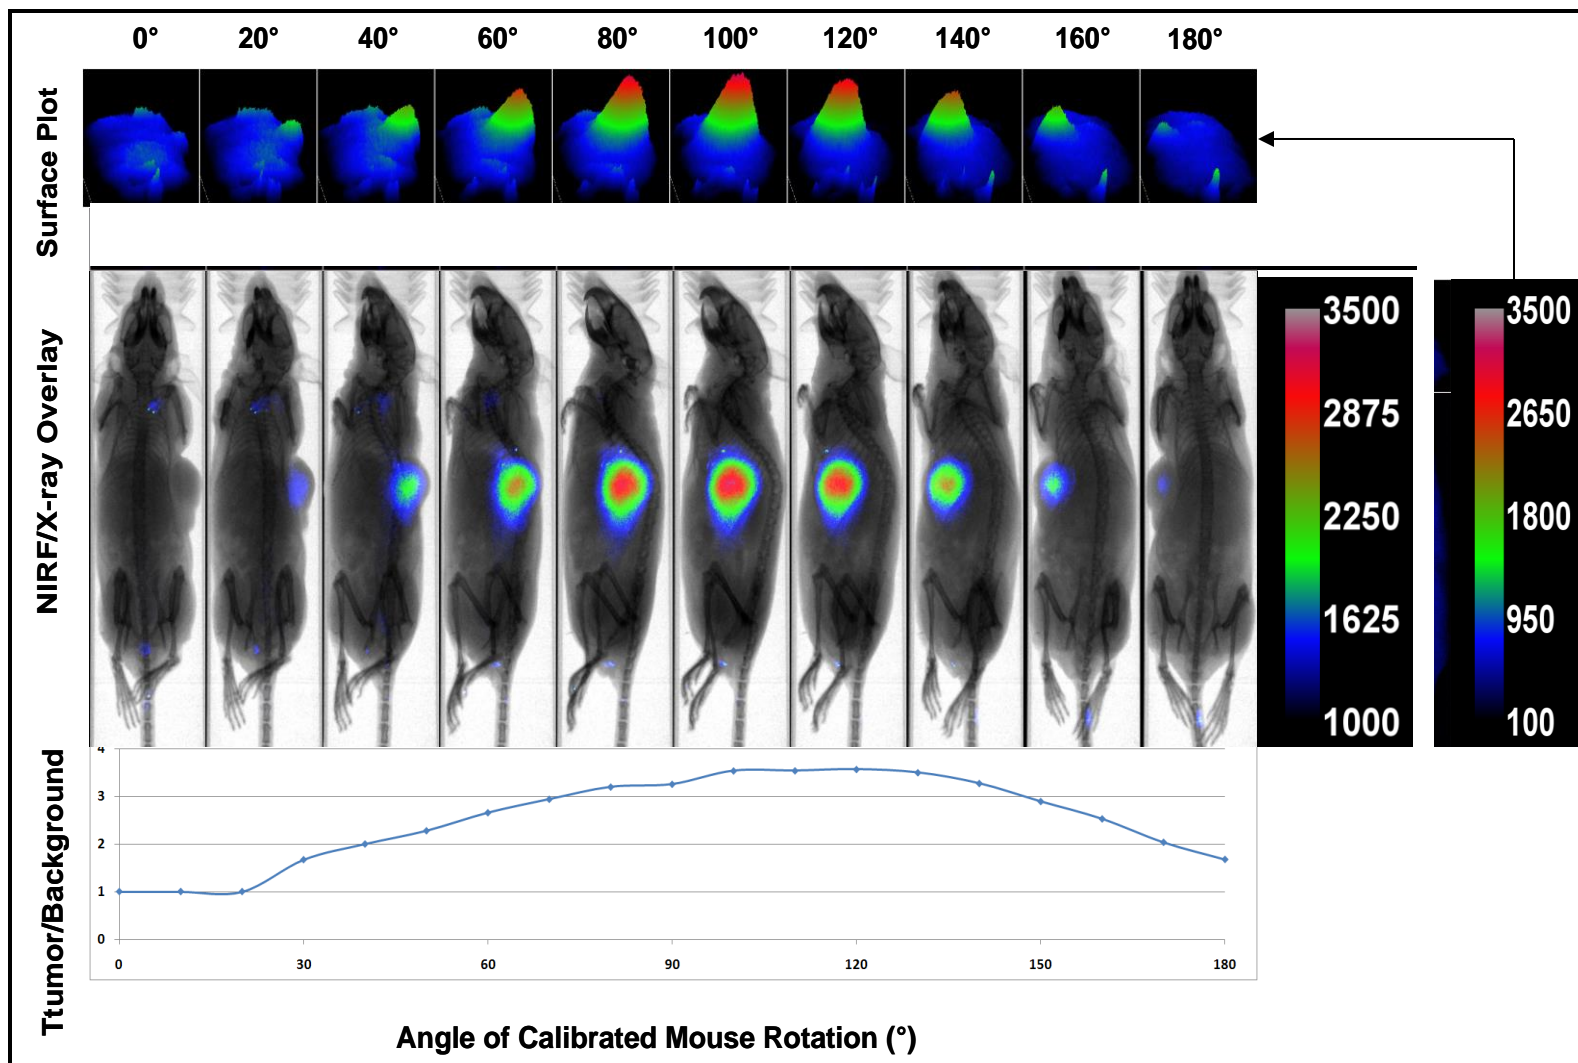 0° 20° 40° 60° 80° 100° 120° 140° 160° 180°
Surface Plot
NIRF/X-ray Overlay
3500
2875
2250
1625
1000
3500
2650
1800
950
100
Ttumor/Background
4
3
2
1
0
0 30 60 90 120 150 180
Angle of Calibrated Mouse Rotation (°)